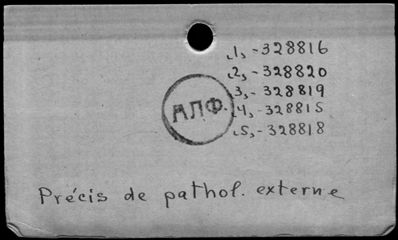 ,1, - 328816
,2, - 328820
3, - 328819
,4, - 328815
,5, - 328818
АЛФ.
Précis de pathol. externe